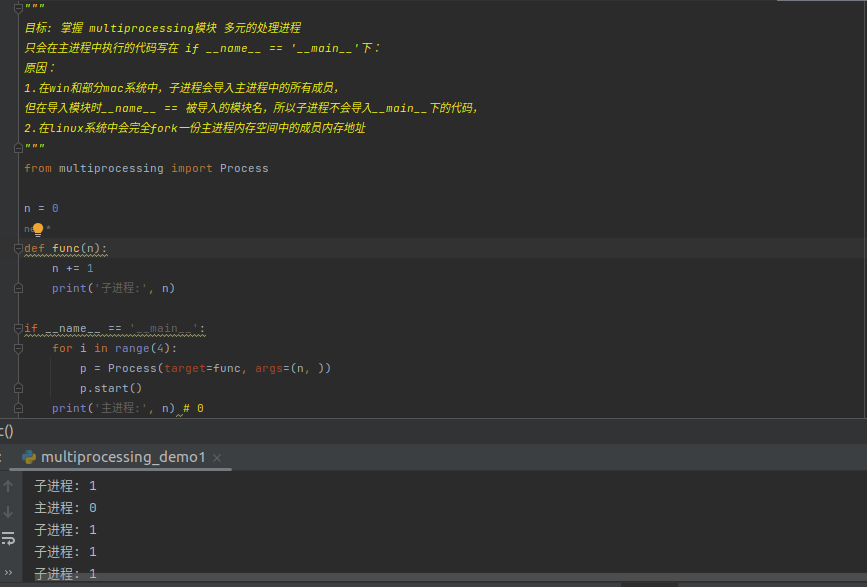 """
目标: 掌握 multiprocessing模块 多元的处理进程
只会在主进程中执行的代码写在 if __name__ == '__main__'下：
原因：
1.在win和部分mac系统中,子进程会导入主进程中的所有成员,
但在导入模块时__name__ == 被导入的模块名,所以子进程不会导入__main__下的代码,
2.在linux系统中会完全fork一份主进程内存空间中的成员内存地址
"""
from multiprocessing import Process
n = 0
def func(n):
n += 1
print('子进程:', n)
if __name__ == '__main__':
for i in range(4):
p = Process(target=func, args=(n, ))
p.start()
print('主进程:', n) # 0
multiprocessing_demo1
子进程: 1
主进程: 0
子进程: 1
子进程: 1
子进程: 1